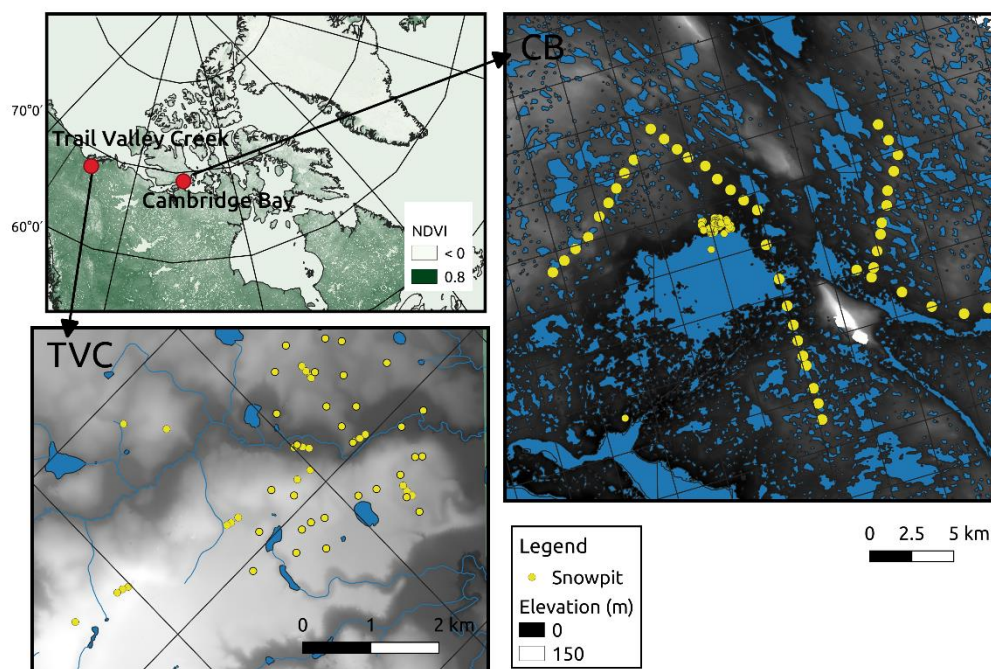 CB
70°0'
Trail Valley Creek
Cambridge Bay
60°0'
NDVI
< 0
0.8
TVC
0 1 2 km
0 2.5 5 km
Legend
Snowpit
Elevation (m)
0
150